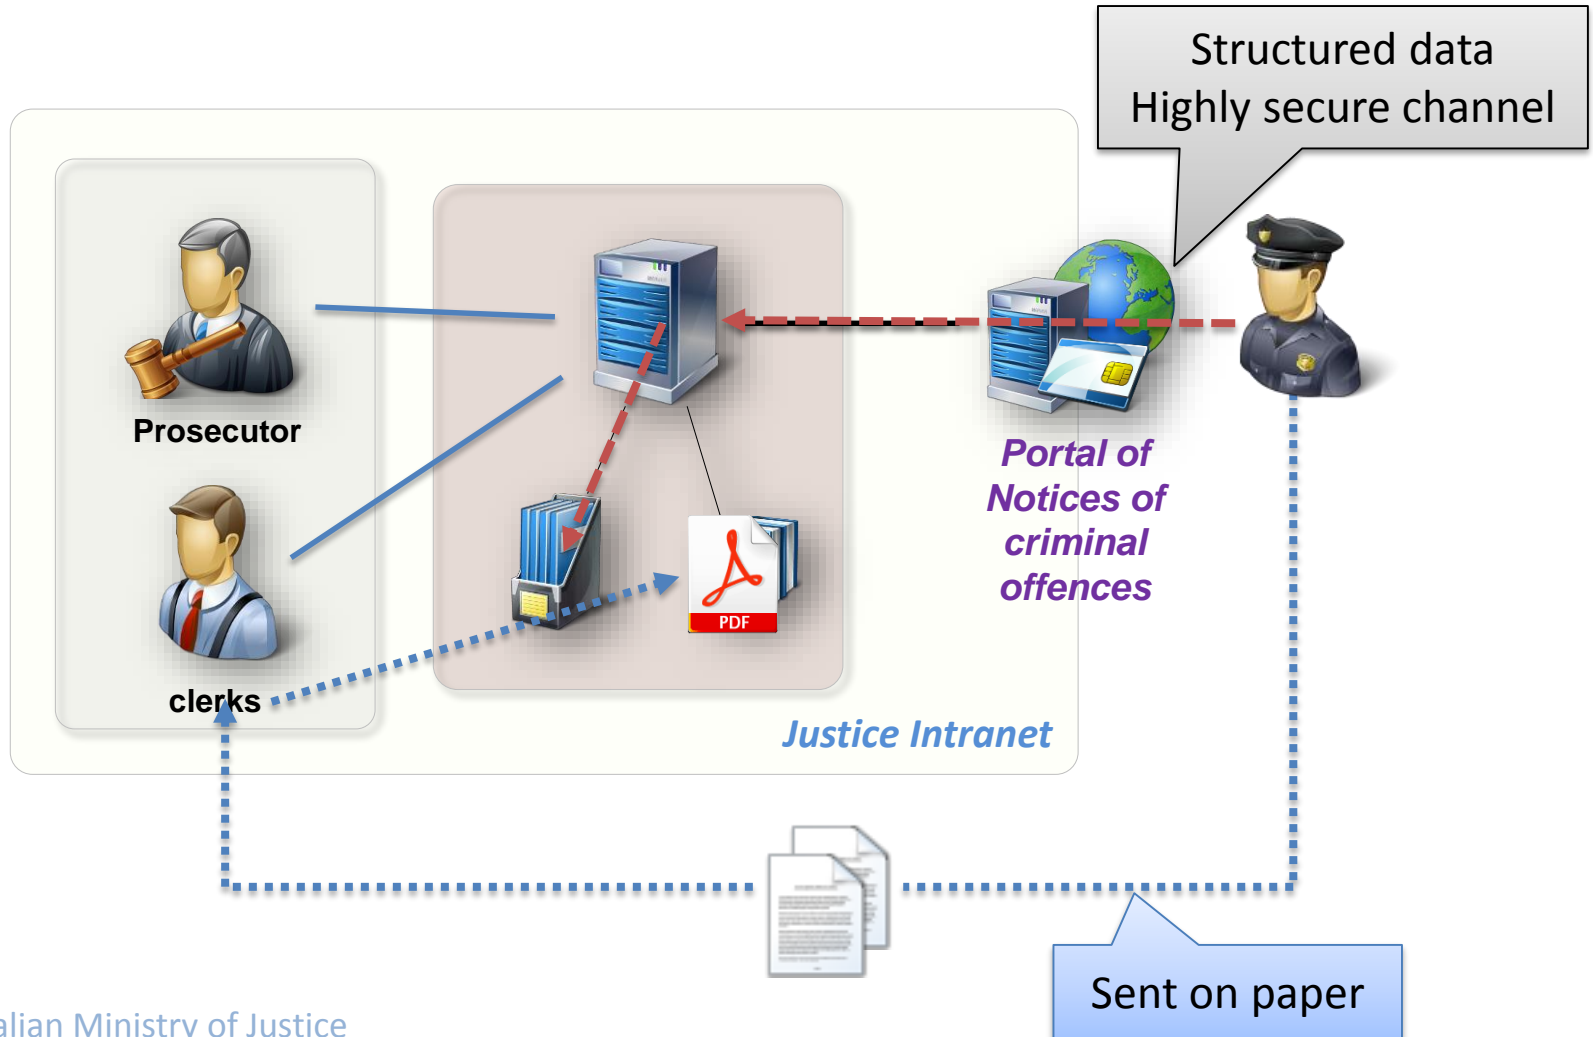 Structured data
Highly secure channel
Prosecutor
clerks
PDF
Portal of
Notices of
criminal
offences
Justice Intranet
Sent on paper
alian Ministry of Justice